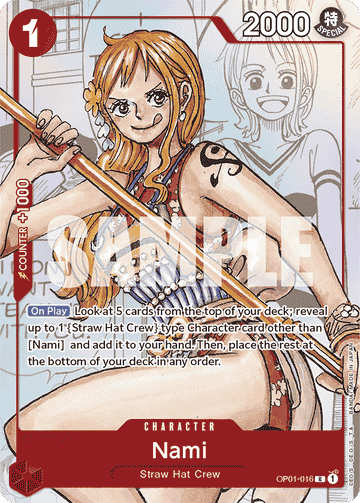 1
2000
特
SPECIAL
COUNTER +1000
SAMPLE
On Play Look at 5 cards from the top of your deck; reveal
up to 1 {Straw Hat Crew} type Character card other than
[Nami] and add it to your hand. Then, place the rest at
the bottom of your deck in any order.
CHARACTER
Nami
Straw Hat Crew
OP01-016 R 1